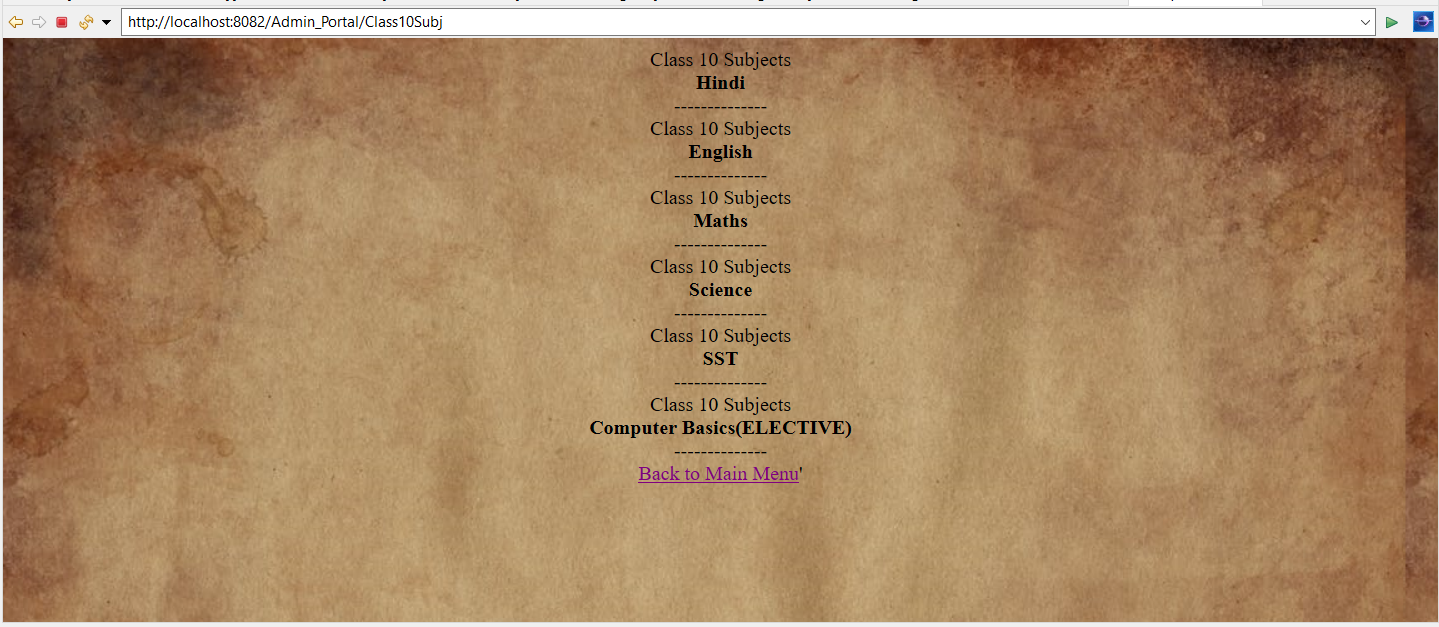 http://localhost:8082/Admin_Portal/Class10Subj
Class 10 Subjects
Hindi
--------------
Class 10 Subjects
English
--------------
Class 10 Subjects
Maths
--------------
Class 10 Subjects
Science
--------------
Class 10 Subjects
SST
--------------
Class 10 Subjects
Computer Basics(ELECTIVE)
--------------
Back to Main Menu'